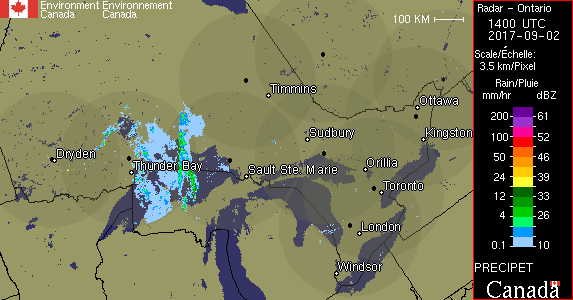 Environment Environnement
Canada Canada
100 KM
Timmins
Ottawa
Sudbury
Kingston
Dryden
Thunder Bay
Sault Ste. Marie
Orillia
Toronto
London
Windsor
Radar - Ontario
1400 UTC
2017-09-02
Scale/Échelle:
3.5 km/Pixel
Rain/Pluie
mm/hr dBZ
200 61
100 52
50 46
24 39
12 33
4 26
0.1 10
PRECIPET
Canada